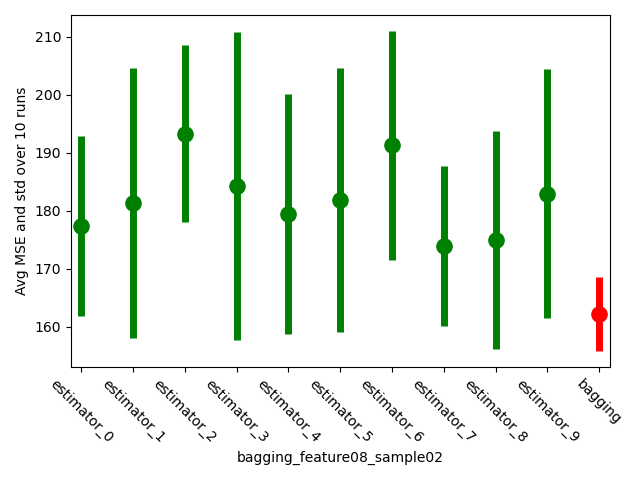 Avg MSE and std over 10 runs
210
200
190
180
170
160
estimator_0
estimator_1
estimator_2
estimator_3
estimator_4
estimator_5
estimator_6
estimator_7
estimator_8
estimator_9
bagging
bagging_feature08_sample02